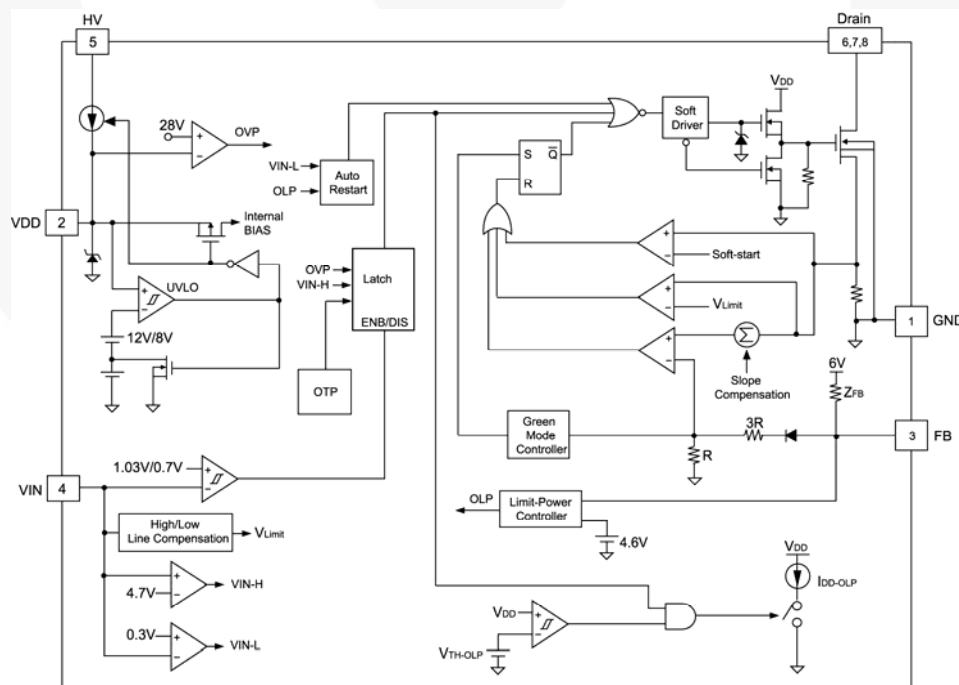 HV
5
Drain
6,7,8
VDD
28V
OVP
Soft
Driver
VIN-L
OLP
Auto
Restart
S
Q̅
R
VDD
2
Internal
BIAS
Soft-start
UVLO
OVP
VIN-H
Latch
ENB/DIS
VLimit
12V/8V
1
GND
Σ
Slope
Compensation
6V
ZFB
OTP
Green
Mode
Controller
3R
R
3
FB
VIN
4
1.03V/0.7V
OLP
Limit-Power
Controller
4.6V
High/Low
Line Compensation
VLimit
VDD
IDD-OLP
4.7V
VIN-H
VDD
VTH-OLP
0.3V
VIN-L
+
−
+
−
+
−
+
−
+
−
+
−
+
−
+
−
+
−
+
−